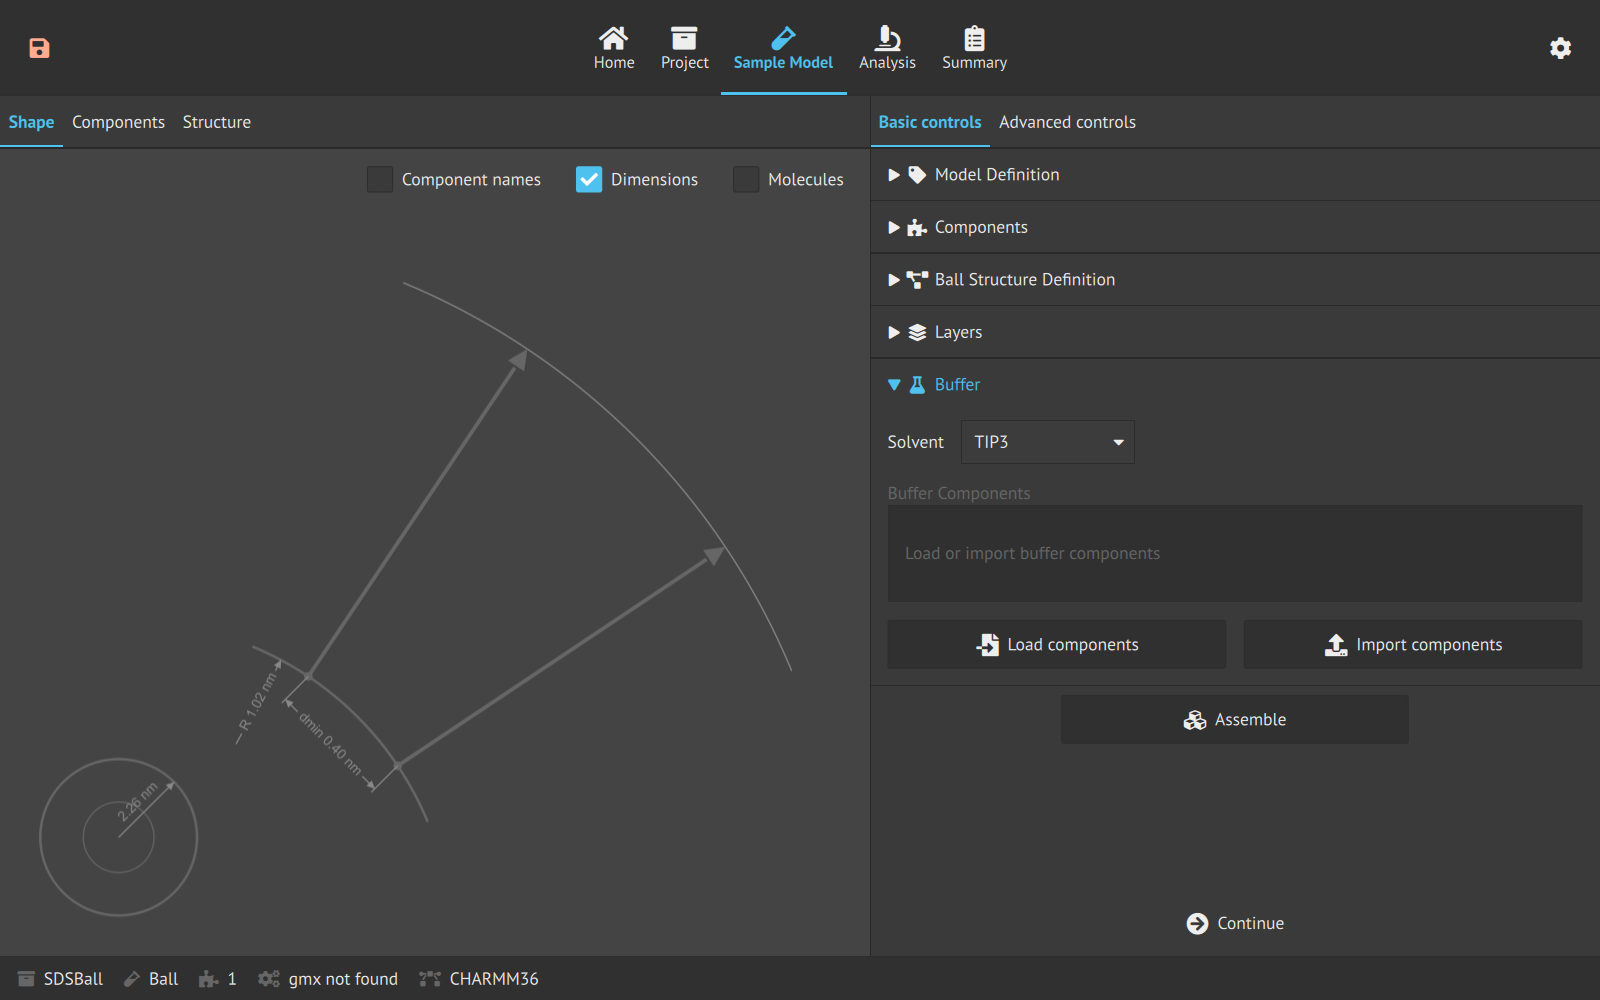 Home Project Sample Model Analysis Summary
Shape Components Structure
Component names Dimensions Molecules
R 1.02 nm
dmin 0.40 nm
2.26 nm
Basic controls Advanced controls
Model Definition
Components
Ball Structure Definition
Layers
Buffer
Solvent TIP3
Buffer Components
Load or import buffer components
Load components Import components
Assemble
Continue
SDSBall Ball 1 gmx not found CHARMM36